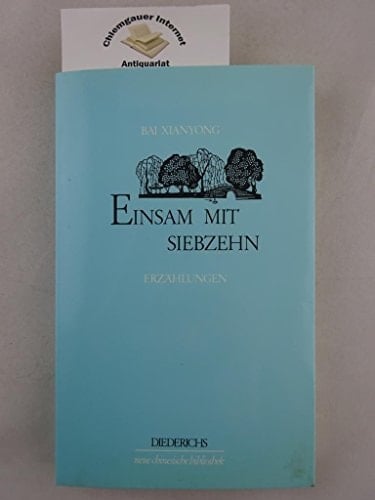 Chiemgauer Internet
Antiquariat
BAI XIANYONG
EINSAM MIT
SIEBZEHN
ERZÄHLUNGEN
DIEDERICHS
neue chinesische bibliothek